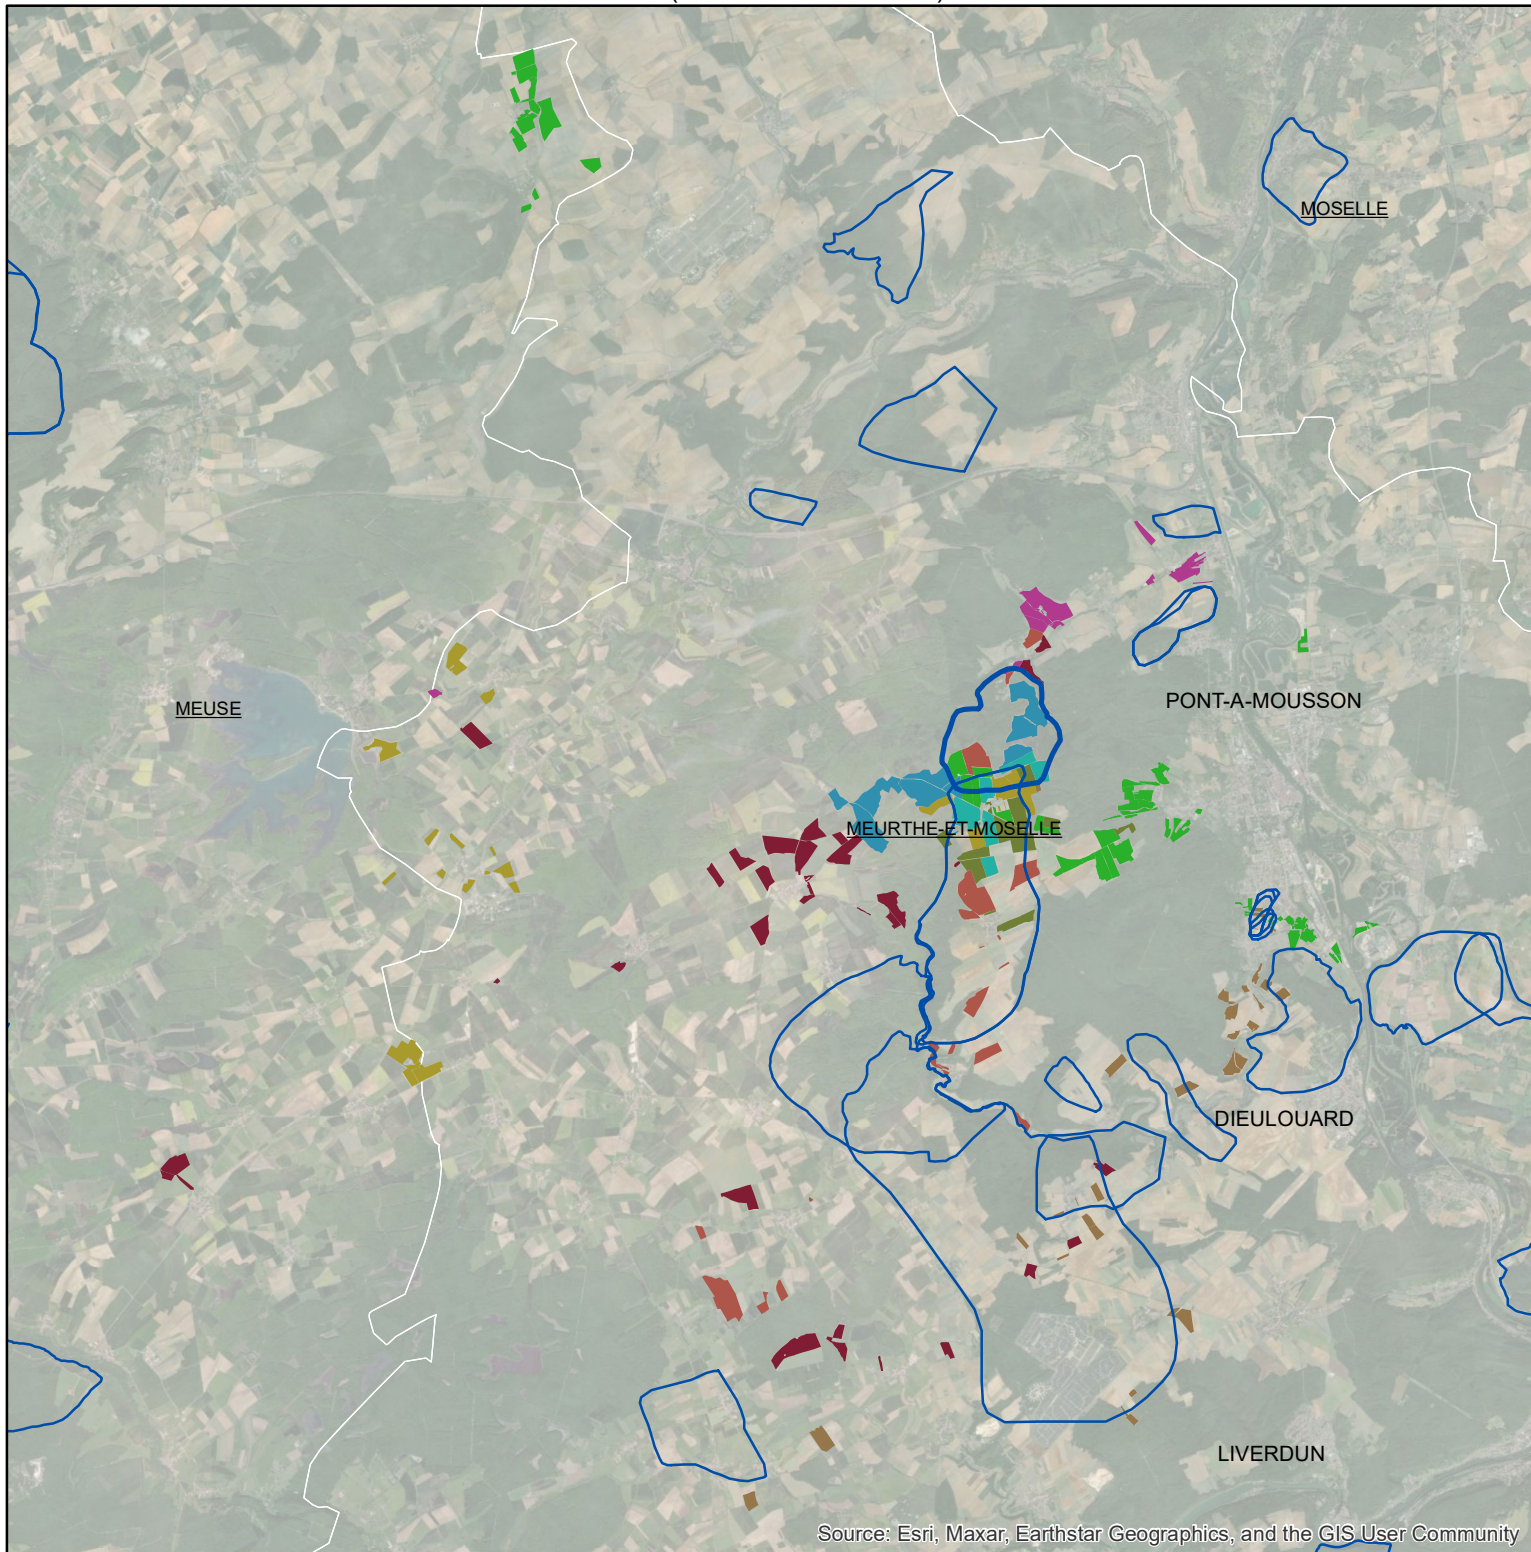 MOSELLE
PONT-A-MOUSSON
MEUSE
MEURTHE-ET-MOSELLE
DIEULOUARD
LIVERDUN
Source: Esri, Maxar, Earthstar Geographics, and the GIS User Community